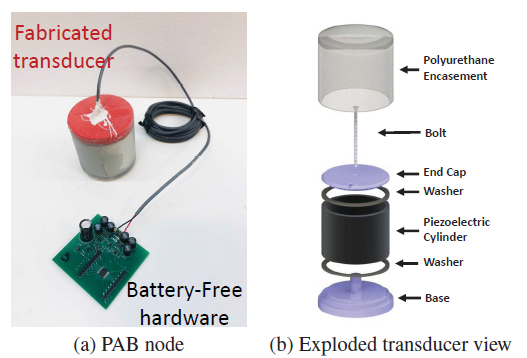 Fabricated
transducer
Battery-Free
hardware
(a) PAB node
Polyurethane
Encasement
Bolt
End Cap
Washer
Piezoelectric
Cylinder
Washer
Base
(b) Exploded transducer view